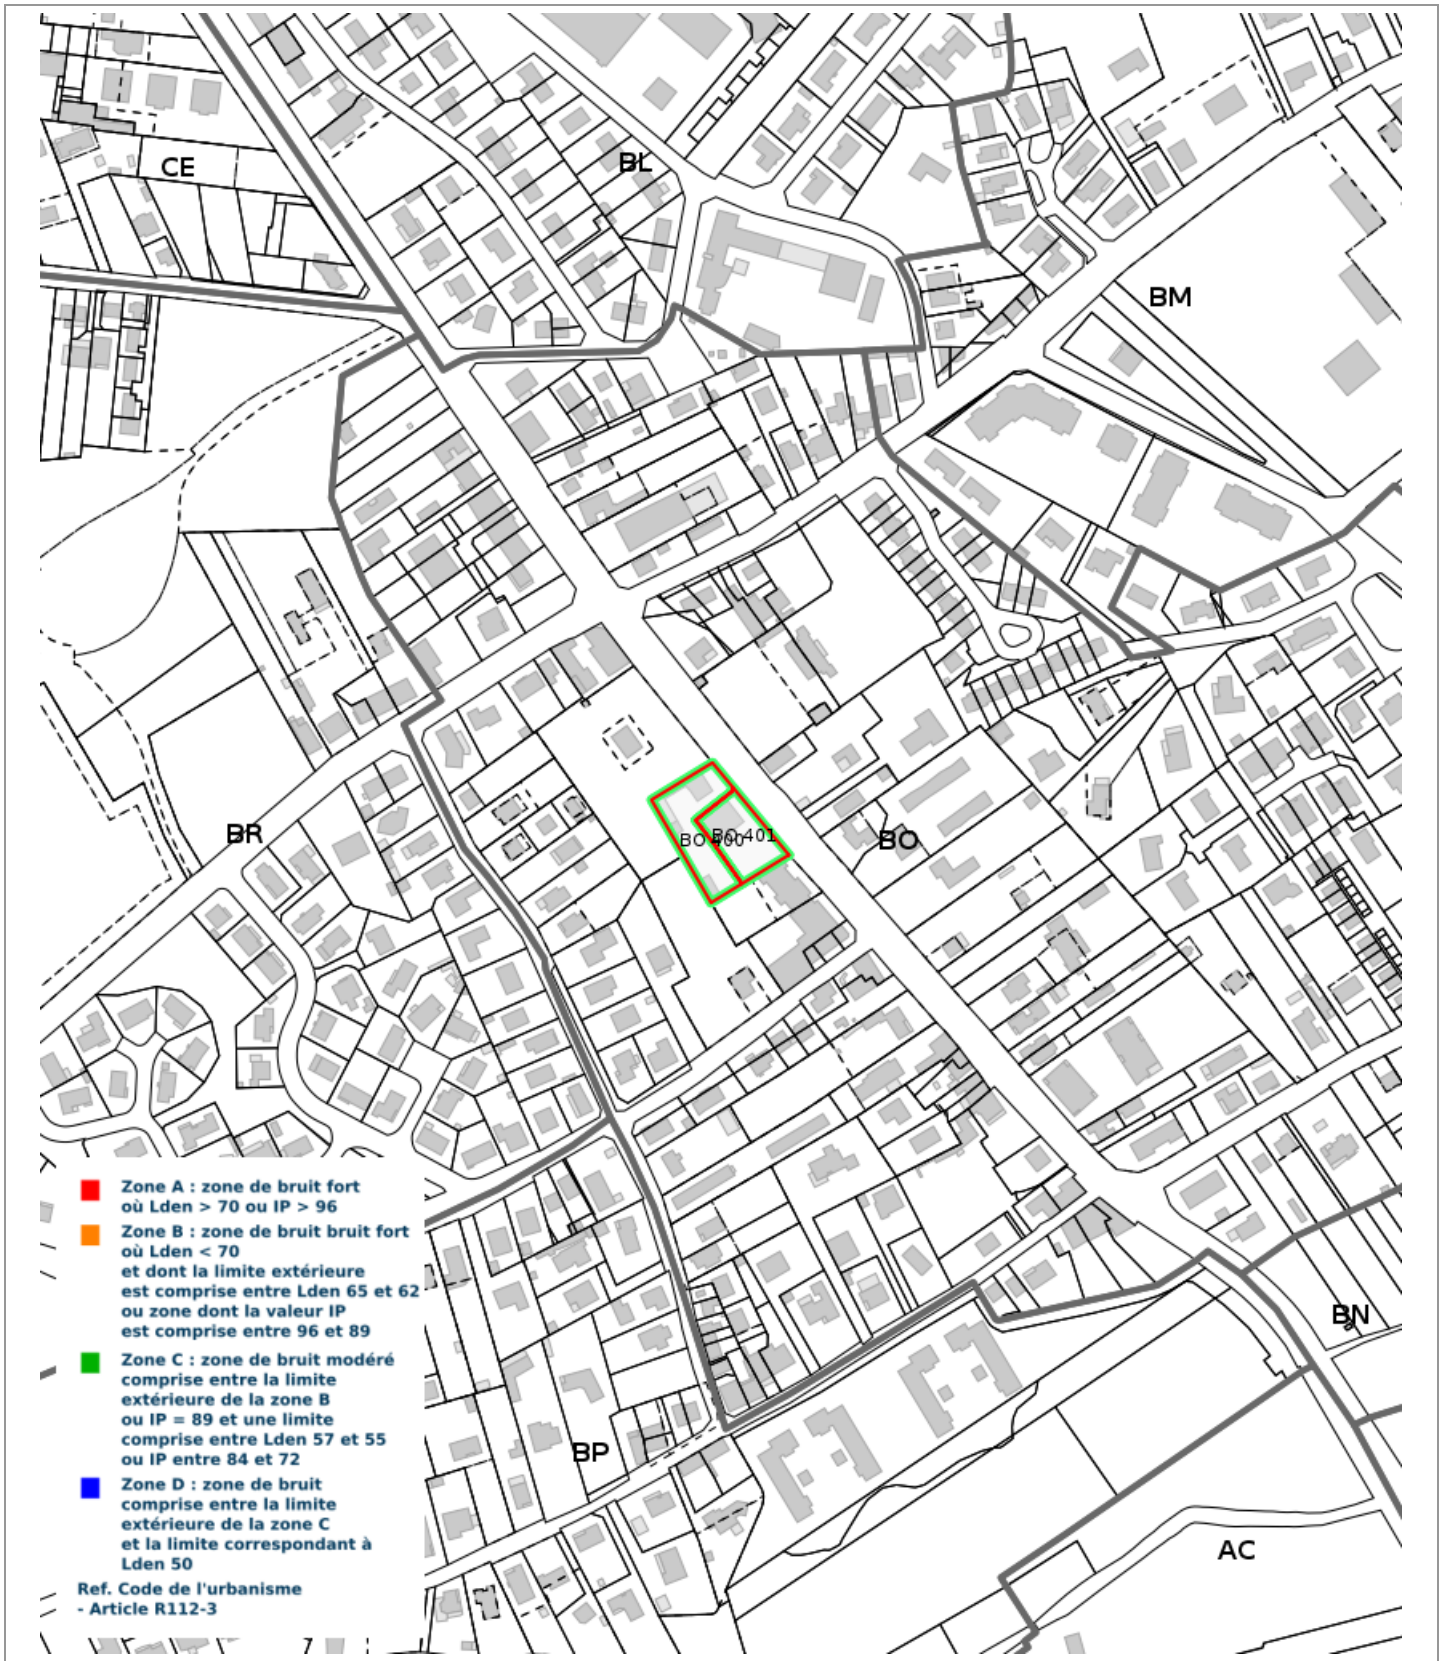 CE
BL
BM
BO 400
BO 401
BR
BO
Zone A : zone de bruit fort
où Lden > 70 ou IP > 96
Zone B : zone de bruit bruit fort
où Lden < 70
et dont la limite extérieure
est comprise entre Lden 65 et 62
ou zone dont la valeur IP
est comprise entre 96 et 89
Zone C : zone de bruit modéré
comprise entre la limite
extérieure de la zone B
ou IP = 89 et une limite
comprise entre Lden 57 et 55
ou IP entre 84 et 72
Zone D : zone de bruit
comprise entre la limite
extérieure de la zone C
et la limite correspondant à
Lden 50
Ref. Code de l'urbanisme
- Article R112-3
BN
BP
AC